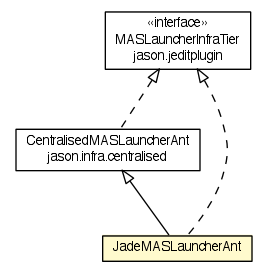 «interface»
MASLauncherInfraTier
jason.jeditplugin
CentralisedMASLauncherAnt
jason.infra.centralised
JadeMASLauncherAnt